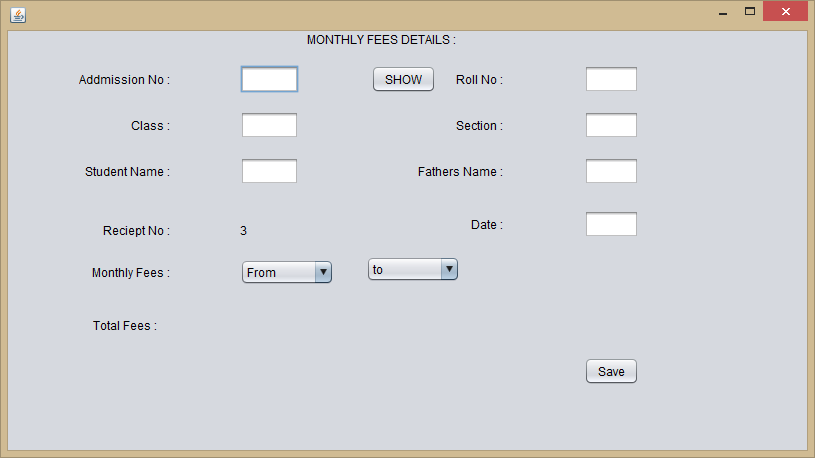 MONTHLY FEES DETAILS :
Addmission No : SHOW Roll No :
Class : Section :
Student Name : Fathers Name :
Reciept No : 3 Date :
Monthly Fees : From to
Total Fees :
Save